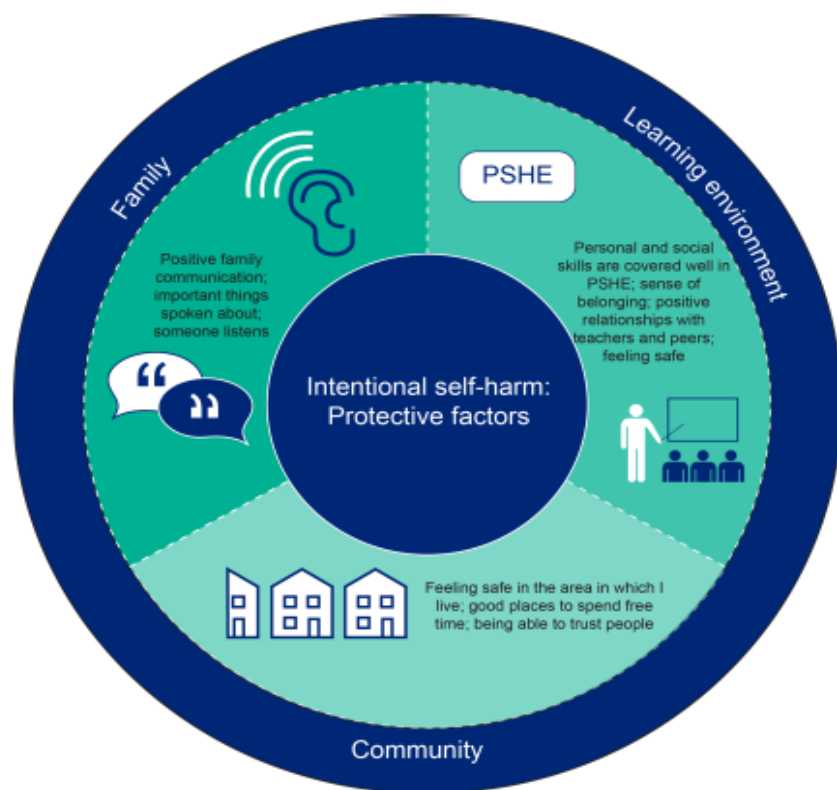 Family
Positive family
communication;
important things
spoken about;
someone listens
Learning environment
PSHE
Personal and social
skills are covered well in
PSHE; sense of
belonging; positive
relationships with
teachers and peers;
feeling safe
Intentional self-harm:
Protective factors
Feeling safe in the area in which I
live; good places to spend free
time; being able to trust people
Community